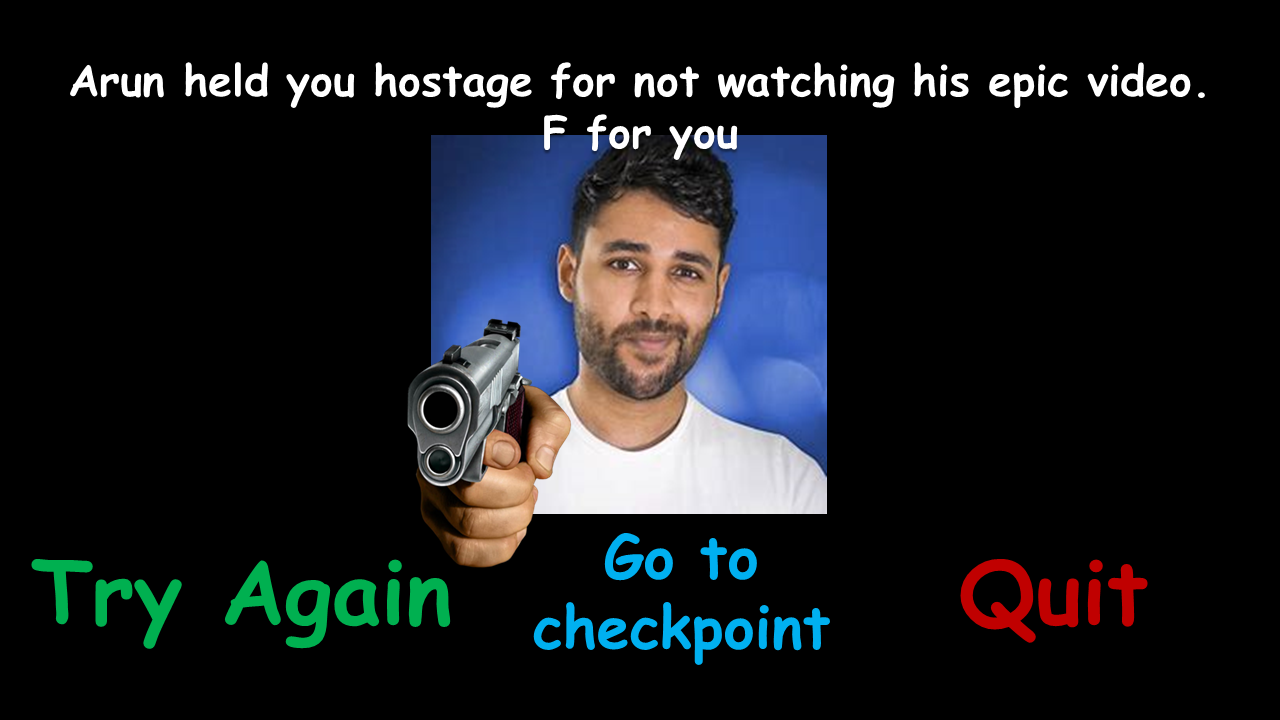 Arun held you hostage for not watching his epic video.
F for you
Try Again
Go to
checkpoint
Quit